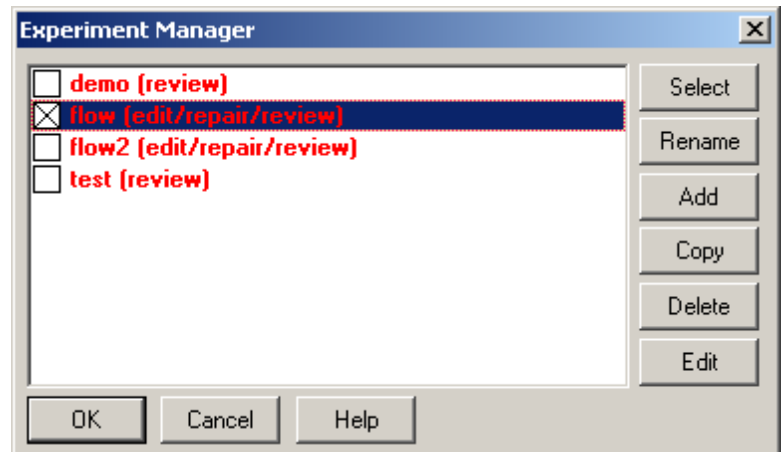 Experiment Manager
demo (review)
flow (edit/repair/review)
flow2 (edit/repair/review)
test (review)
Select
Rename
Add
Copy
Delete
Edit
OK
Cancel
Help